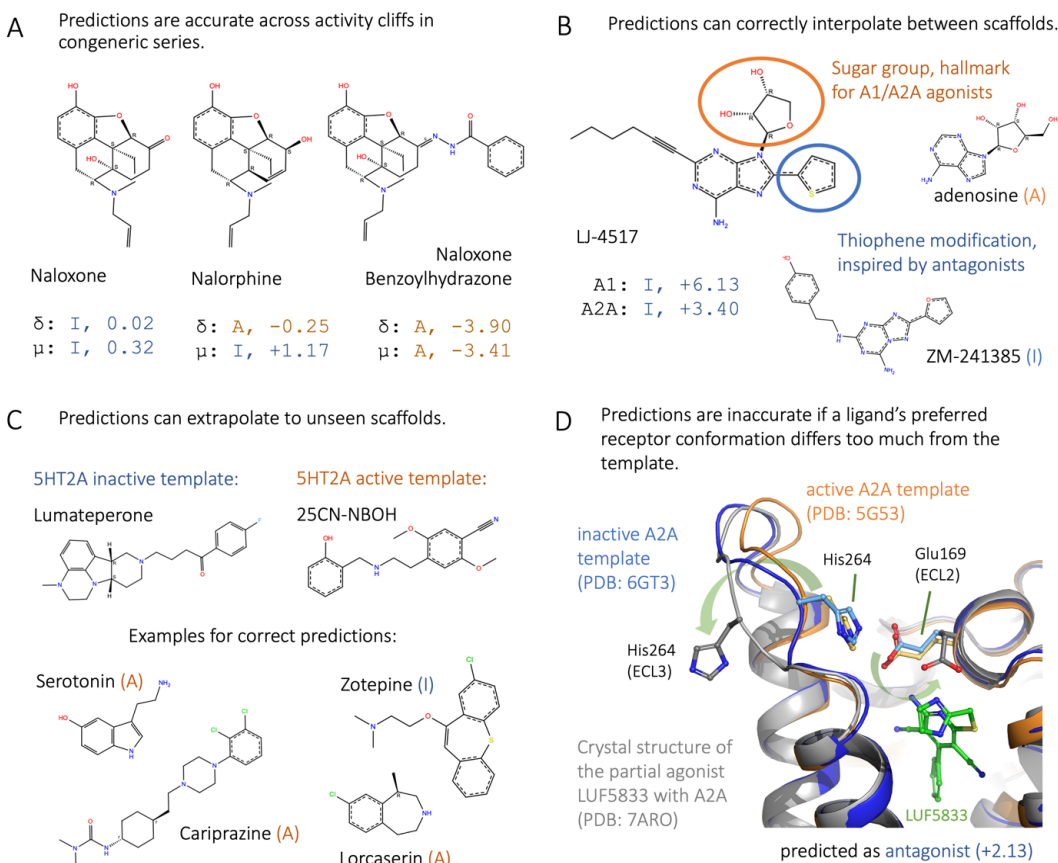 A
Predictions are accurate across activity cliffs in
congeneric series.
Naloxone
Nalorphine
Naloxone
Benzoylhydrazone
δ: I, 0.02
μ: I, 0.32
δ: A, -0.25
μ: I, +1.17
δ: A, -3.90
μ: A, -3.41
B
Predictions can correctly interpolate between scaffolds.
Sugar group, hallmark
for A1/A2A agonists
adenosine (A)
LJ-4517
A1: I, +6.13
A2A: I, +3.40
Thiophene modification,
inspired by antagonists
ZM-241385 (I)
C
Predictions can extrapolate to unseen scaffolds.
5HT2A inactive template:
Lumateperone
5HT2A active template:
25CN-NBOH
Examples for correct predictions:
Serotonin (A)
Zotepine (I)
Cariprazine (A)
Lorcaserin (A)
D
Predictions are inaccurate if a ligand’s preferred
receptor conformation differs too much from the
template.
active A2A template
(PDB: 5G53)
inactive A2A
template
(PDB: 6GT3)
His264
Glu169
(ECL2)
His264
(ECL3)
Crystal structure of
the partial agonist
LUF5833 with A2A
(PDB: 7ARO)
LUF5833
predicted as antagonist (+2.13)